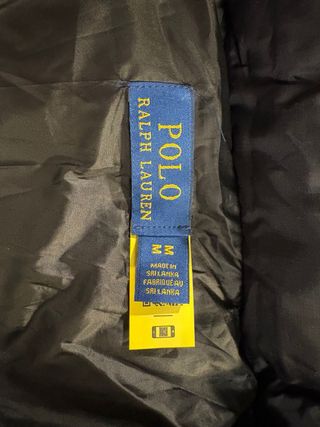 POLO
RALPH LAUREN
M M
MADE IN
SRI LANKA
FABRIQUÉ AU
SRI LANKA